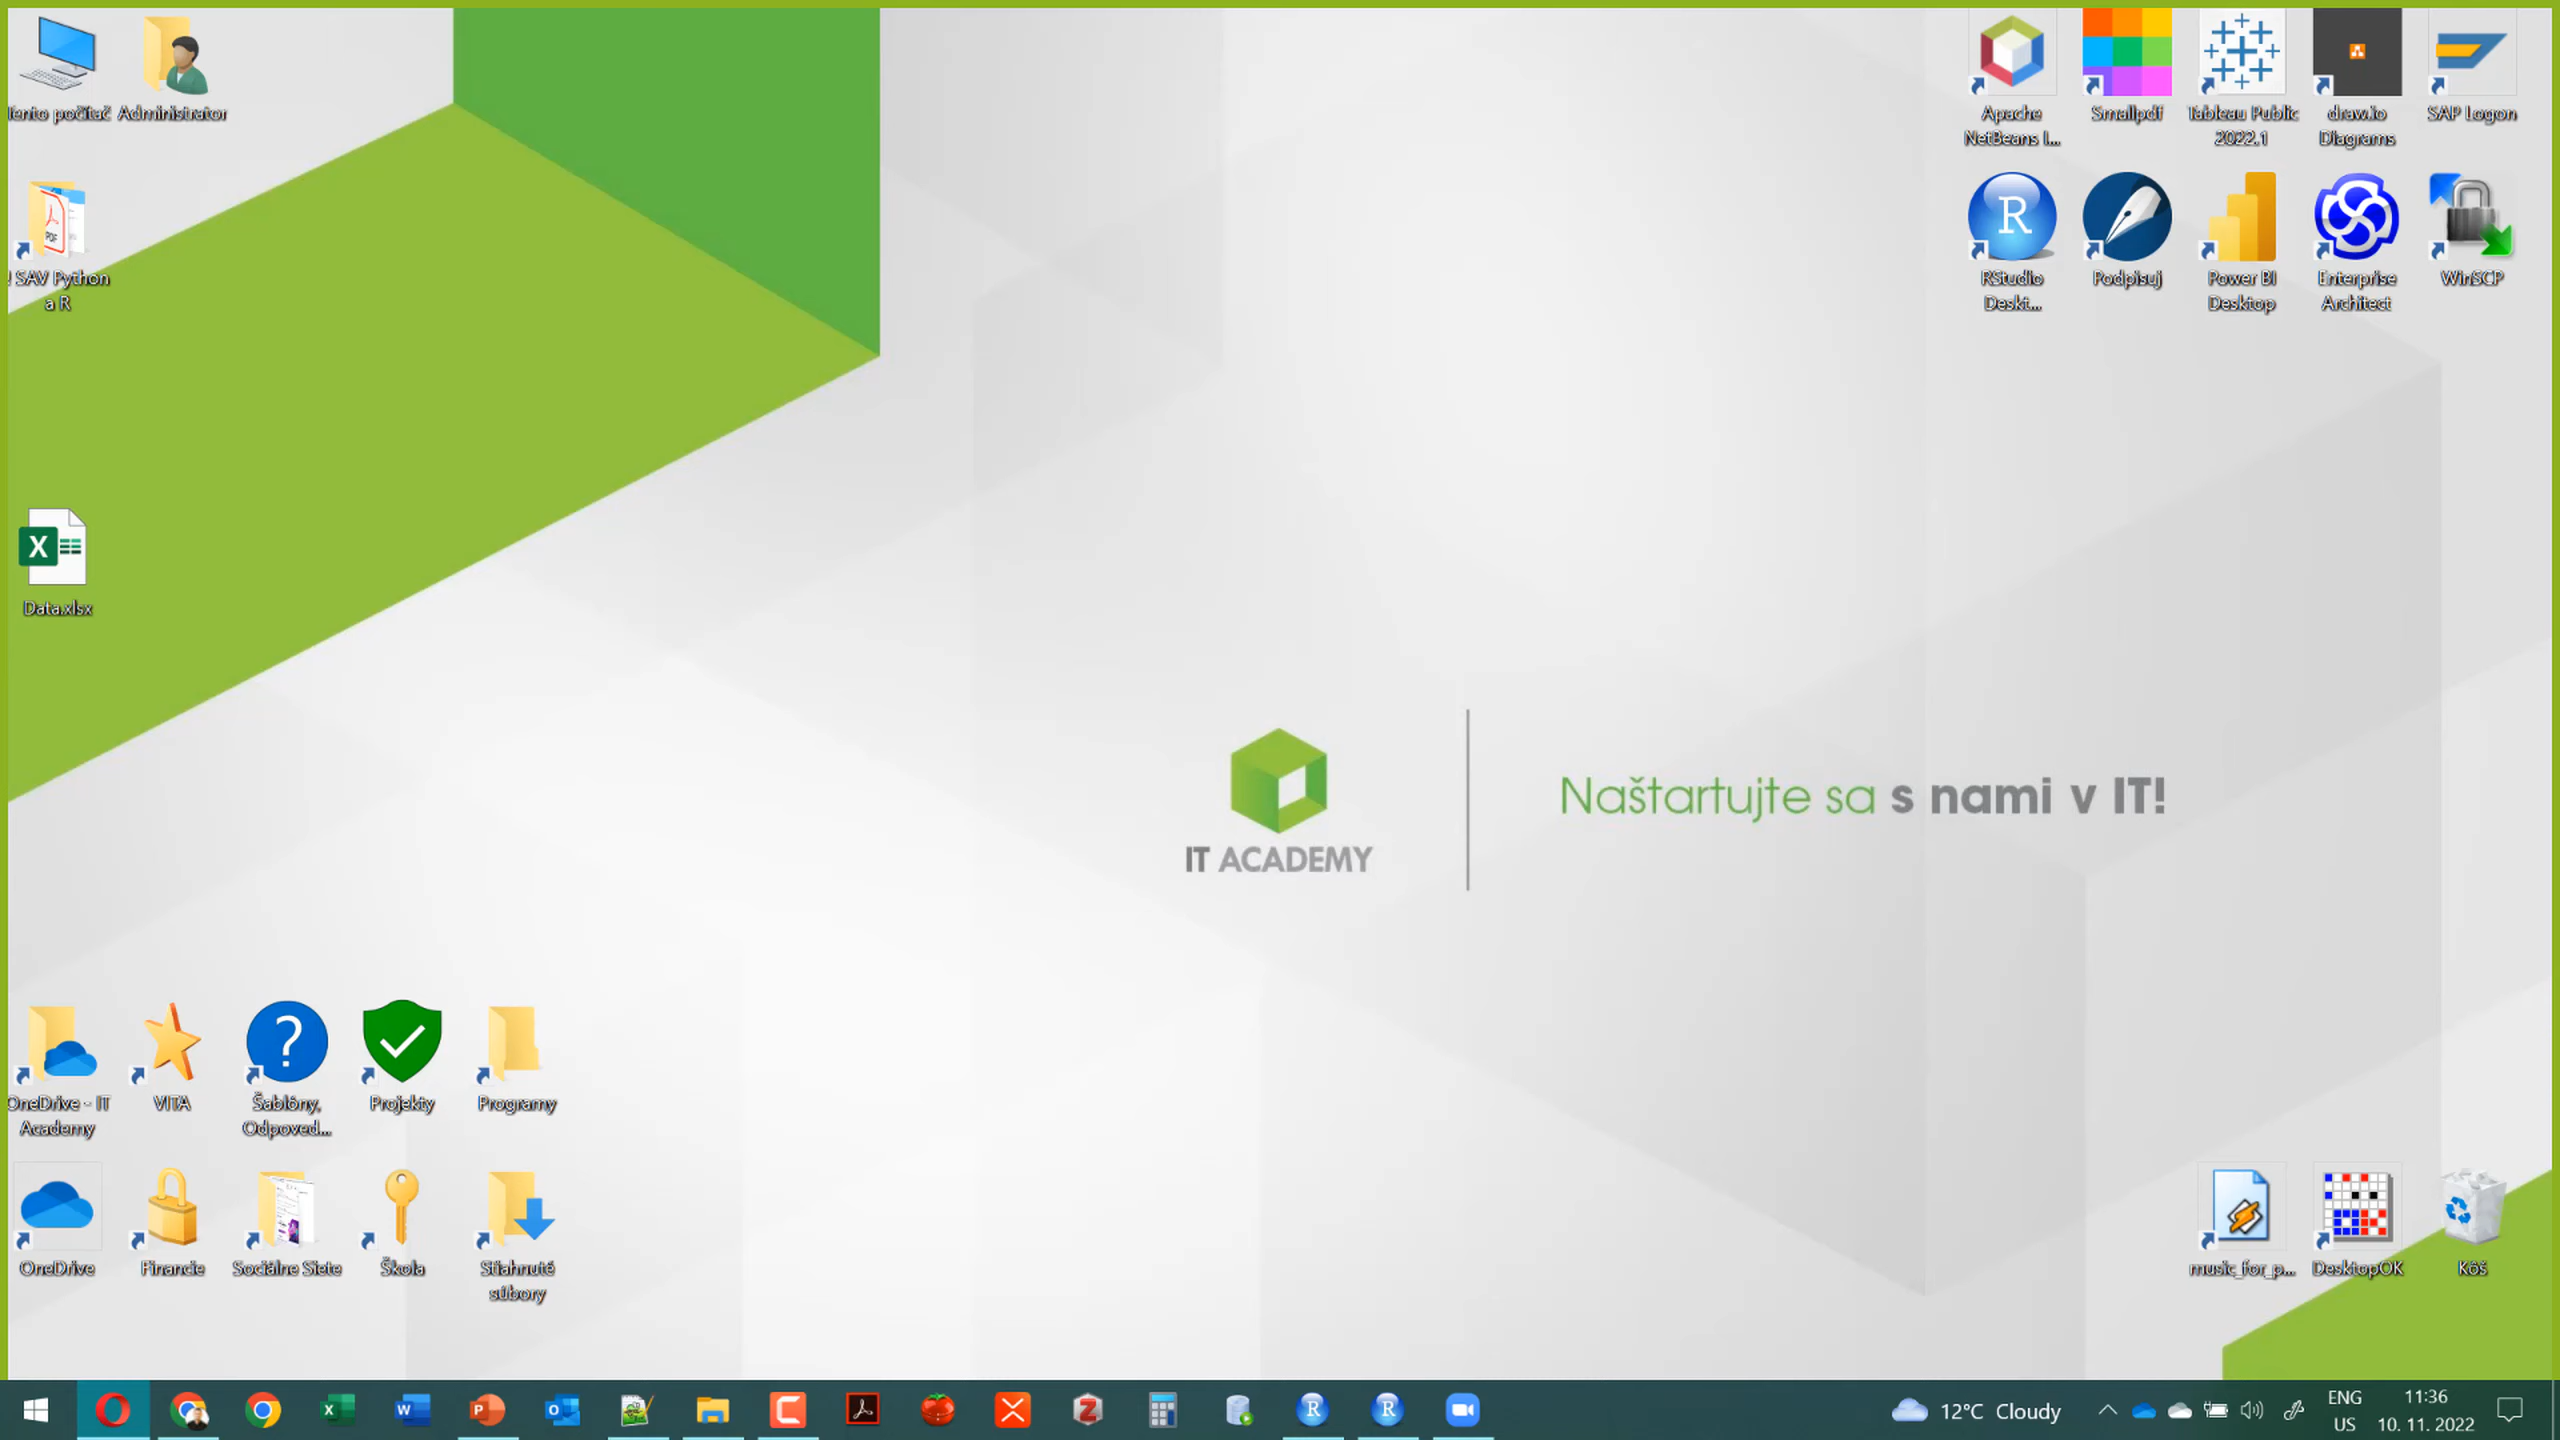 Tento počítač
Administrator
Apache
NetBeans I...
Smallpdf
Tableau Public
2022.1
draw.io
Diagrams
SAP Logon
! SAV Python
a R
PDF
R
RStudio
Deskt...
Podpisuj
Power BI
Desktop
Enterprise
Architect
WinSCP
X
Data.xlsx
Naštartujte sa s nami v IT!
IT ACADEMY
OneDrive - IT
Academy
VITA
?
Šablóny,
Odpoved...
Projekty
Programy
OneDrive
Financie
Sociálne Siete
Škola
Stiahnuté
súbory
music_for_p...
DesktopOK
Kôš
12°C Cloudy
ENG
US
11:36
10. 11. 2022